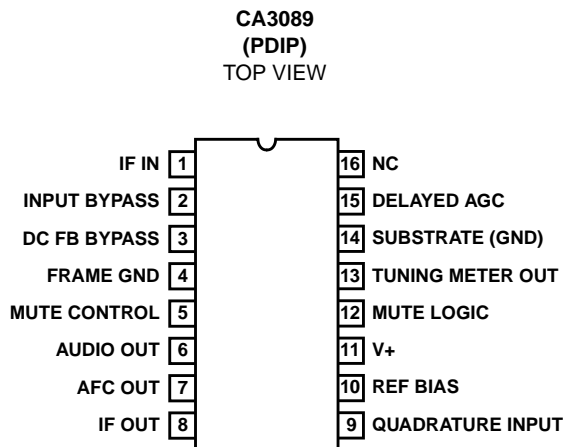 CA3089
(PDIP)
TOP VIEW
IF IN 1 16 NC
INPUT BYPASS 2 15 DELAYED AGC
DC FB BYPASS 3 14 SUBSTRATE (GND)
FRAME GND 4 13 TUNING METER OUT
MUTE CONTROL 5 12 MUTE LOGIC
AUDIO OUT 6 11 V+
AFC OUT 7 10 REF BIAS
IF OUT 8 9 QUADRATURE INPUT